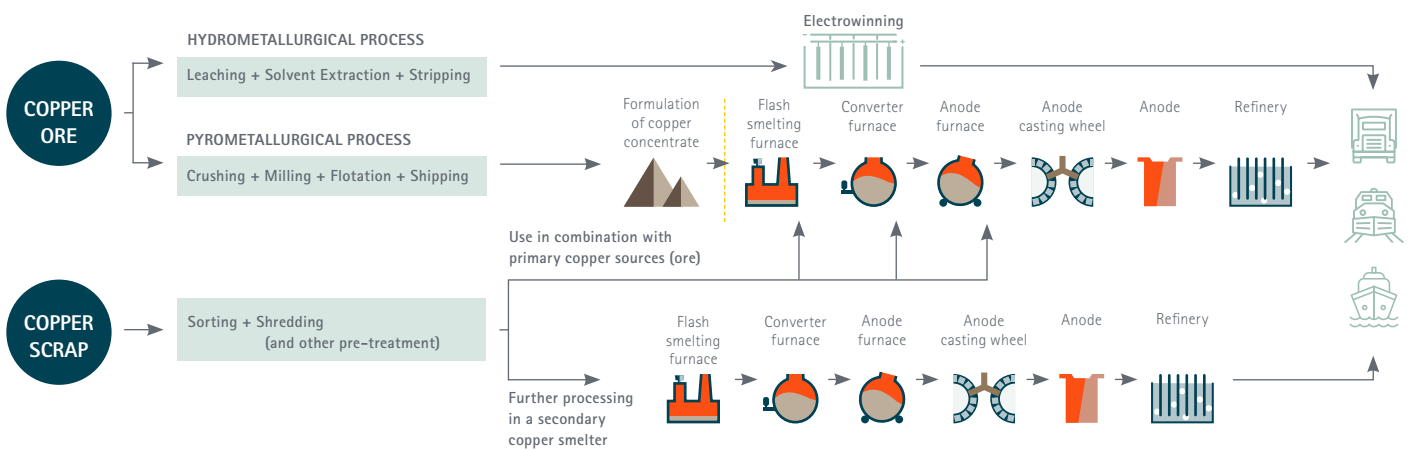 COPPER
ORE
HYDROMETALLURGICAL PROCESS
Leaching + Solvent Extraction + Stripping
Electrowinning
PYROMETALLURGICAL PROCESS
Crushing + Milling + Flotation + Shipping
Formulation
of copper
concentrate
Flash
smelting
furnace
Converter
furnace
Anode
furnace
Anode
casting wheel
Anode
Refinery
Use in combination with
primary copper sources (ore)
COPPER
SCRAP
Sorting + Shredding
(and other pre-treatment)
Further processing
in a secondary
copper smelter
Flash
smelting
furnace
Converter
furnace
Anode
furnace
Anode
casting wheel
Anode
Refinery